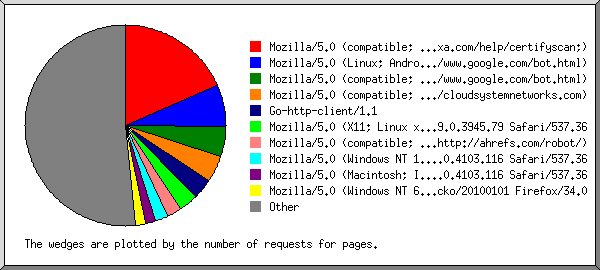 Mozilla/5.0 (compatible; ...xa.com/help/certifyscan;)
Mozilla/5.0 (Linux; Andro.../www.google.com/bot.html)
Mozilla/5.0 (compatible; .../www.google.com/bot.html)
Mozilla/5.0 (compatible; .../cloudsystemnetworks.com)
Go-http-client/1.1
Mozilla/5.0 (X11; Linux x...9.0.3945.79 Safari/537.36
Mozilla/5.0 (compatible; ...http://ahrefs.com/robot/)
Mozilla/5.0 (Windows NT 1....0.4103.116 Safari/537.36
Mozilla/5.0 (Macintosh; I....0.4103.116 Safari/537.36
Mozilla/5.0 (Windows NT 6...cko/20100101 Firefox/34.0
Other
The wedges are plotted by the number of requests for pages.